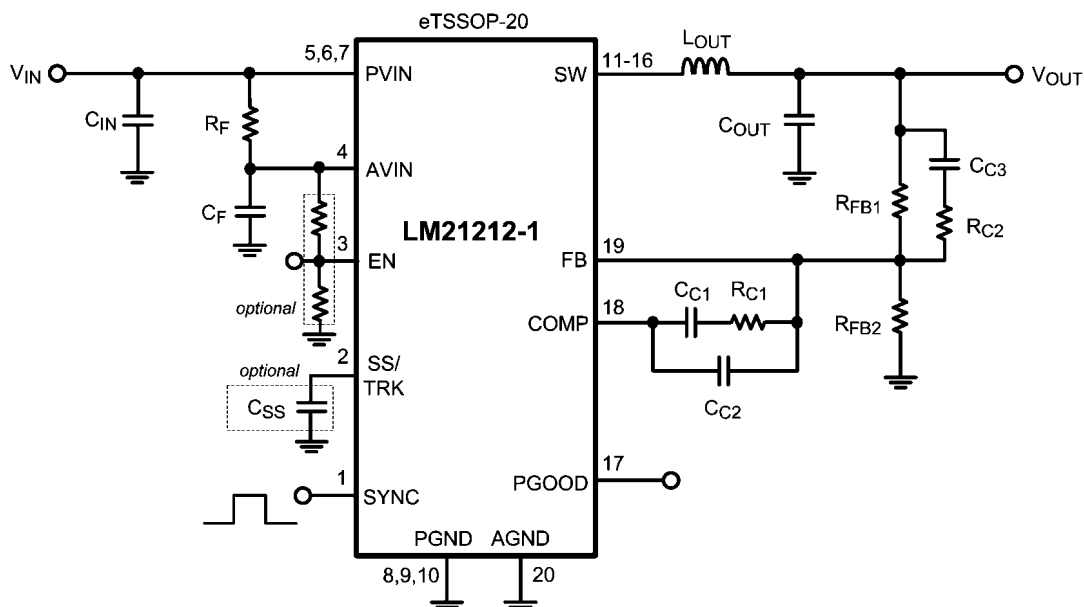 eTSSOP-20
VIN
5,6,7
PVIN
SW
11-16
LOUT
VOUT
CIN
RF
COUT
CC3
4
AVIN
RFB1
RC2
CF
LM21212-1
3
EN
FB
19
optional
CC1
RC1
18
COMP
RFB2
2
SS/
TRK
optional
CSS
CC2
1
SYNC
PGOOD
17
PGND
AGND
8,9,10
20